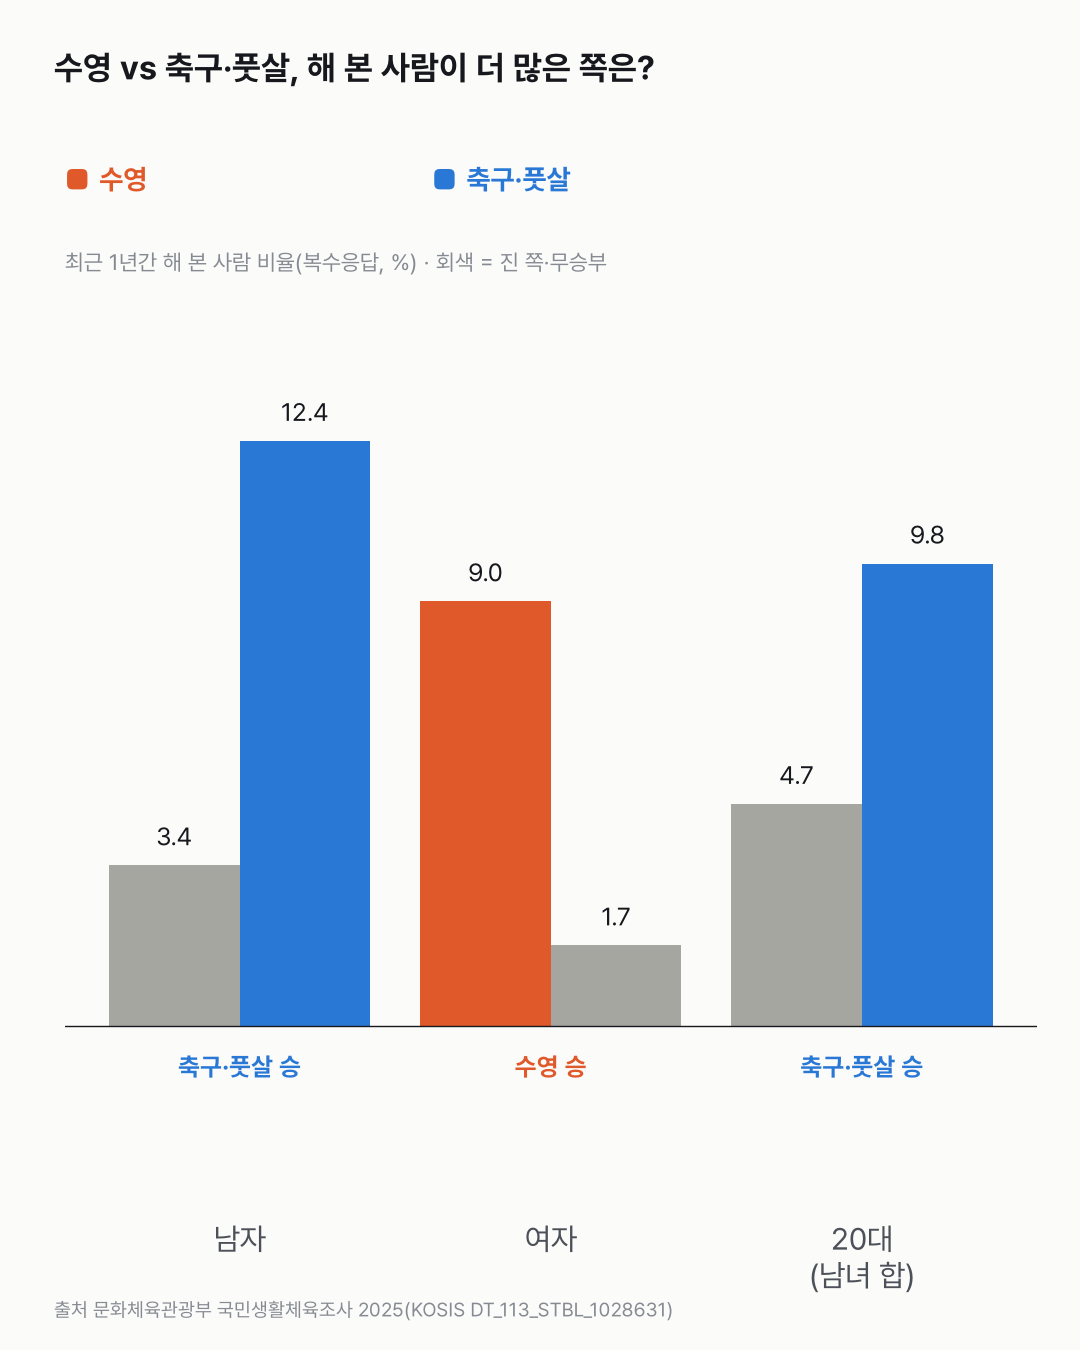 수영 vs 축구·풋살, 해 본 사람이 더 많은 쪽은?
수영
축구·풋살
최근 1년간 해 본 사람 비율(복수응답, %) · 회색 = 진 쪽·무승부
12.4
9.8
9.0
4.7
3.4
1.7
축구·풋살 승
수영 승
축구·풋살 승
남자
여자
20대
(남녀 합)
출처 문화체육관광부 국민생활체육조사 2025(KOSIS DT_113_STBL_1028631)